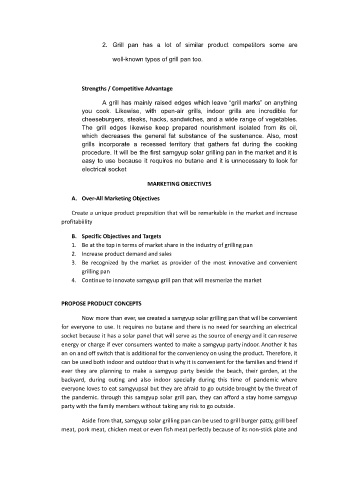 2. Grill pan has a lot of similar product competitors some are
well-known types of grill pan too.
Strengths / Competitive Advantage
A grill has mainly raised edges which leave “grill marks” on anything
you cook. Likewise, with open-air grills, indoor grills are incredible for
cheeseburgers, steaks, hacks, sandwiches, and a wide range of vegetables.
The grill edges likewise keep prepared nourishment isolated from its oil,
which decreases the general fat substance of the sustenance. Also, most
grills incorporate a recessed territory that gathers fat during the cooking
procedure. It will be the first samgyup solar grilling pan in the market and it is
easy to use because it requires no butane and it is unnecessary to look for
electrical socket
MARKETING OBJECTIVES
A. Over-All Marketing Objectives
Create a unique product preposition that will be remarkable in the market and increase
profitability
B. Specific Objectives and Targets
1. Be at the top in terms of market share in the industry of grilling pan
2. Increase product demand and sales
3. Be recognized by the market as provider of the most innovative and convenient
grilling pan
4. Continue to innovate samgyup grill pan that will mesmerize the market
PROPOSE PRODUCT CONCEPTS
Now more than ever, we created a samgyup solar grilling pan that will be convenient
for everyone to use. It requires no butane and there is no need for searching an electrical
socket because it has a solar panel that will serve as the source of energy and it can reserve
energy or charge if ever consumers wanted to make a samgyup party indoor. Another it has
an on and off switch that is additional for the conveniency on using the product. Therefore, it
can be used both indoor and outdoor that is why it is convenient for the families and friend if
ever they are planning to make a samgyup party beside the beach, their garden, at the
backyard, during outing and also indoor specially during this time of pandemic where
everyone loves to eat samgyupsal but they are afraid to go outside brought by the threat of
the pandemic. through this samgyup solar grill pan, they can afford a stay home samgyup
party with the family members without taking any risk to go outside.
Aside from that, samgyup solar grilling pan can be used to grill burger patty, grill beef
meat, pork meat, chicken meat or even fish meat perfectly because of its non-stick plate and